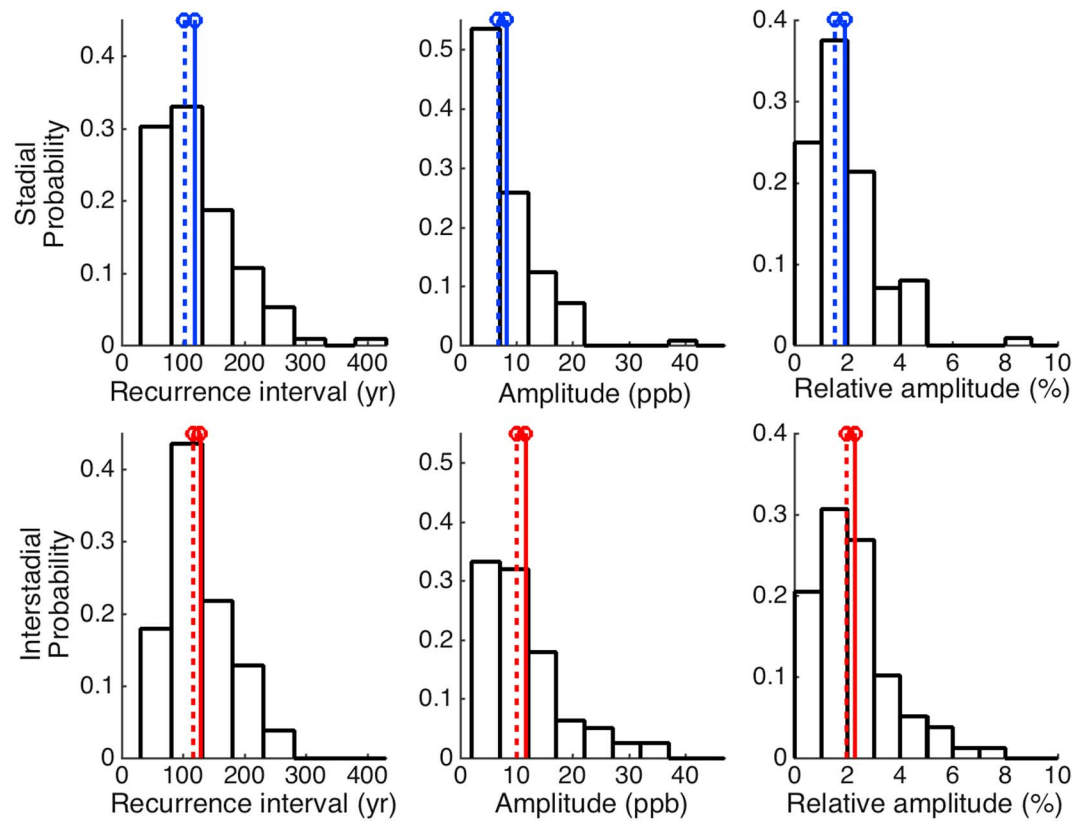 Stadial
Probability
0.4
0.3
0.2
0.1
0
0 100 200 300 400
Recurrence interval (yr)
0.5
0.4
0.3
0.2
0.1
0
0 10 20 30 40
Amplitude (ppb)
0.4
0.3
0.2
0.1
0
0 2 4 6 8 10
Relative amplitude (%)
Interstadial
Probability
0.4
0.3
0.2
0.1
0
0 100 200 300 400
Recurrence interval (yr)
0.5
0.4
0.3
0.2
0.1
0
0 10 20 30 40
Amplitude (ppb)
0.4
0.3
0.2
0.1
0
0 2 4 6 8 10
Relative amplitude (%)